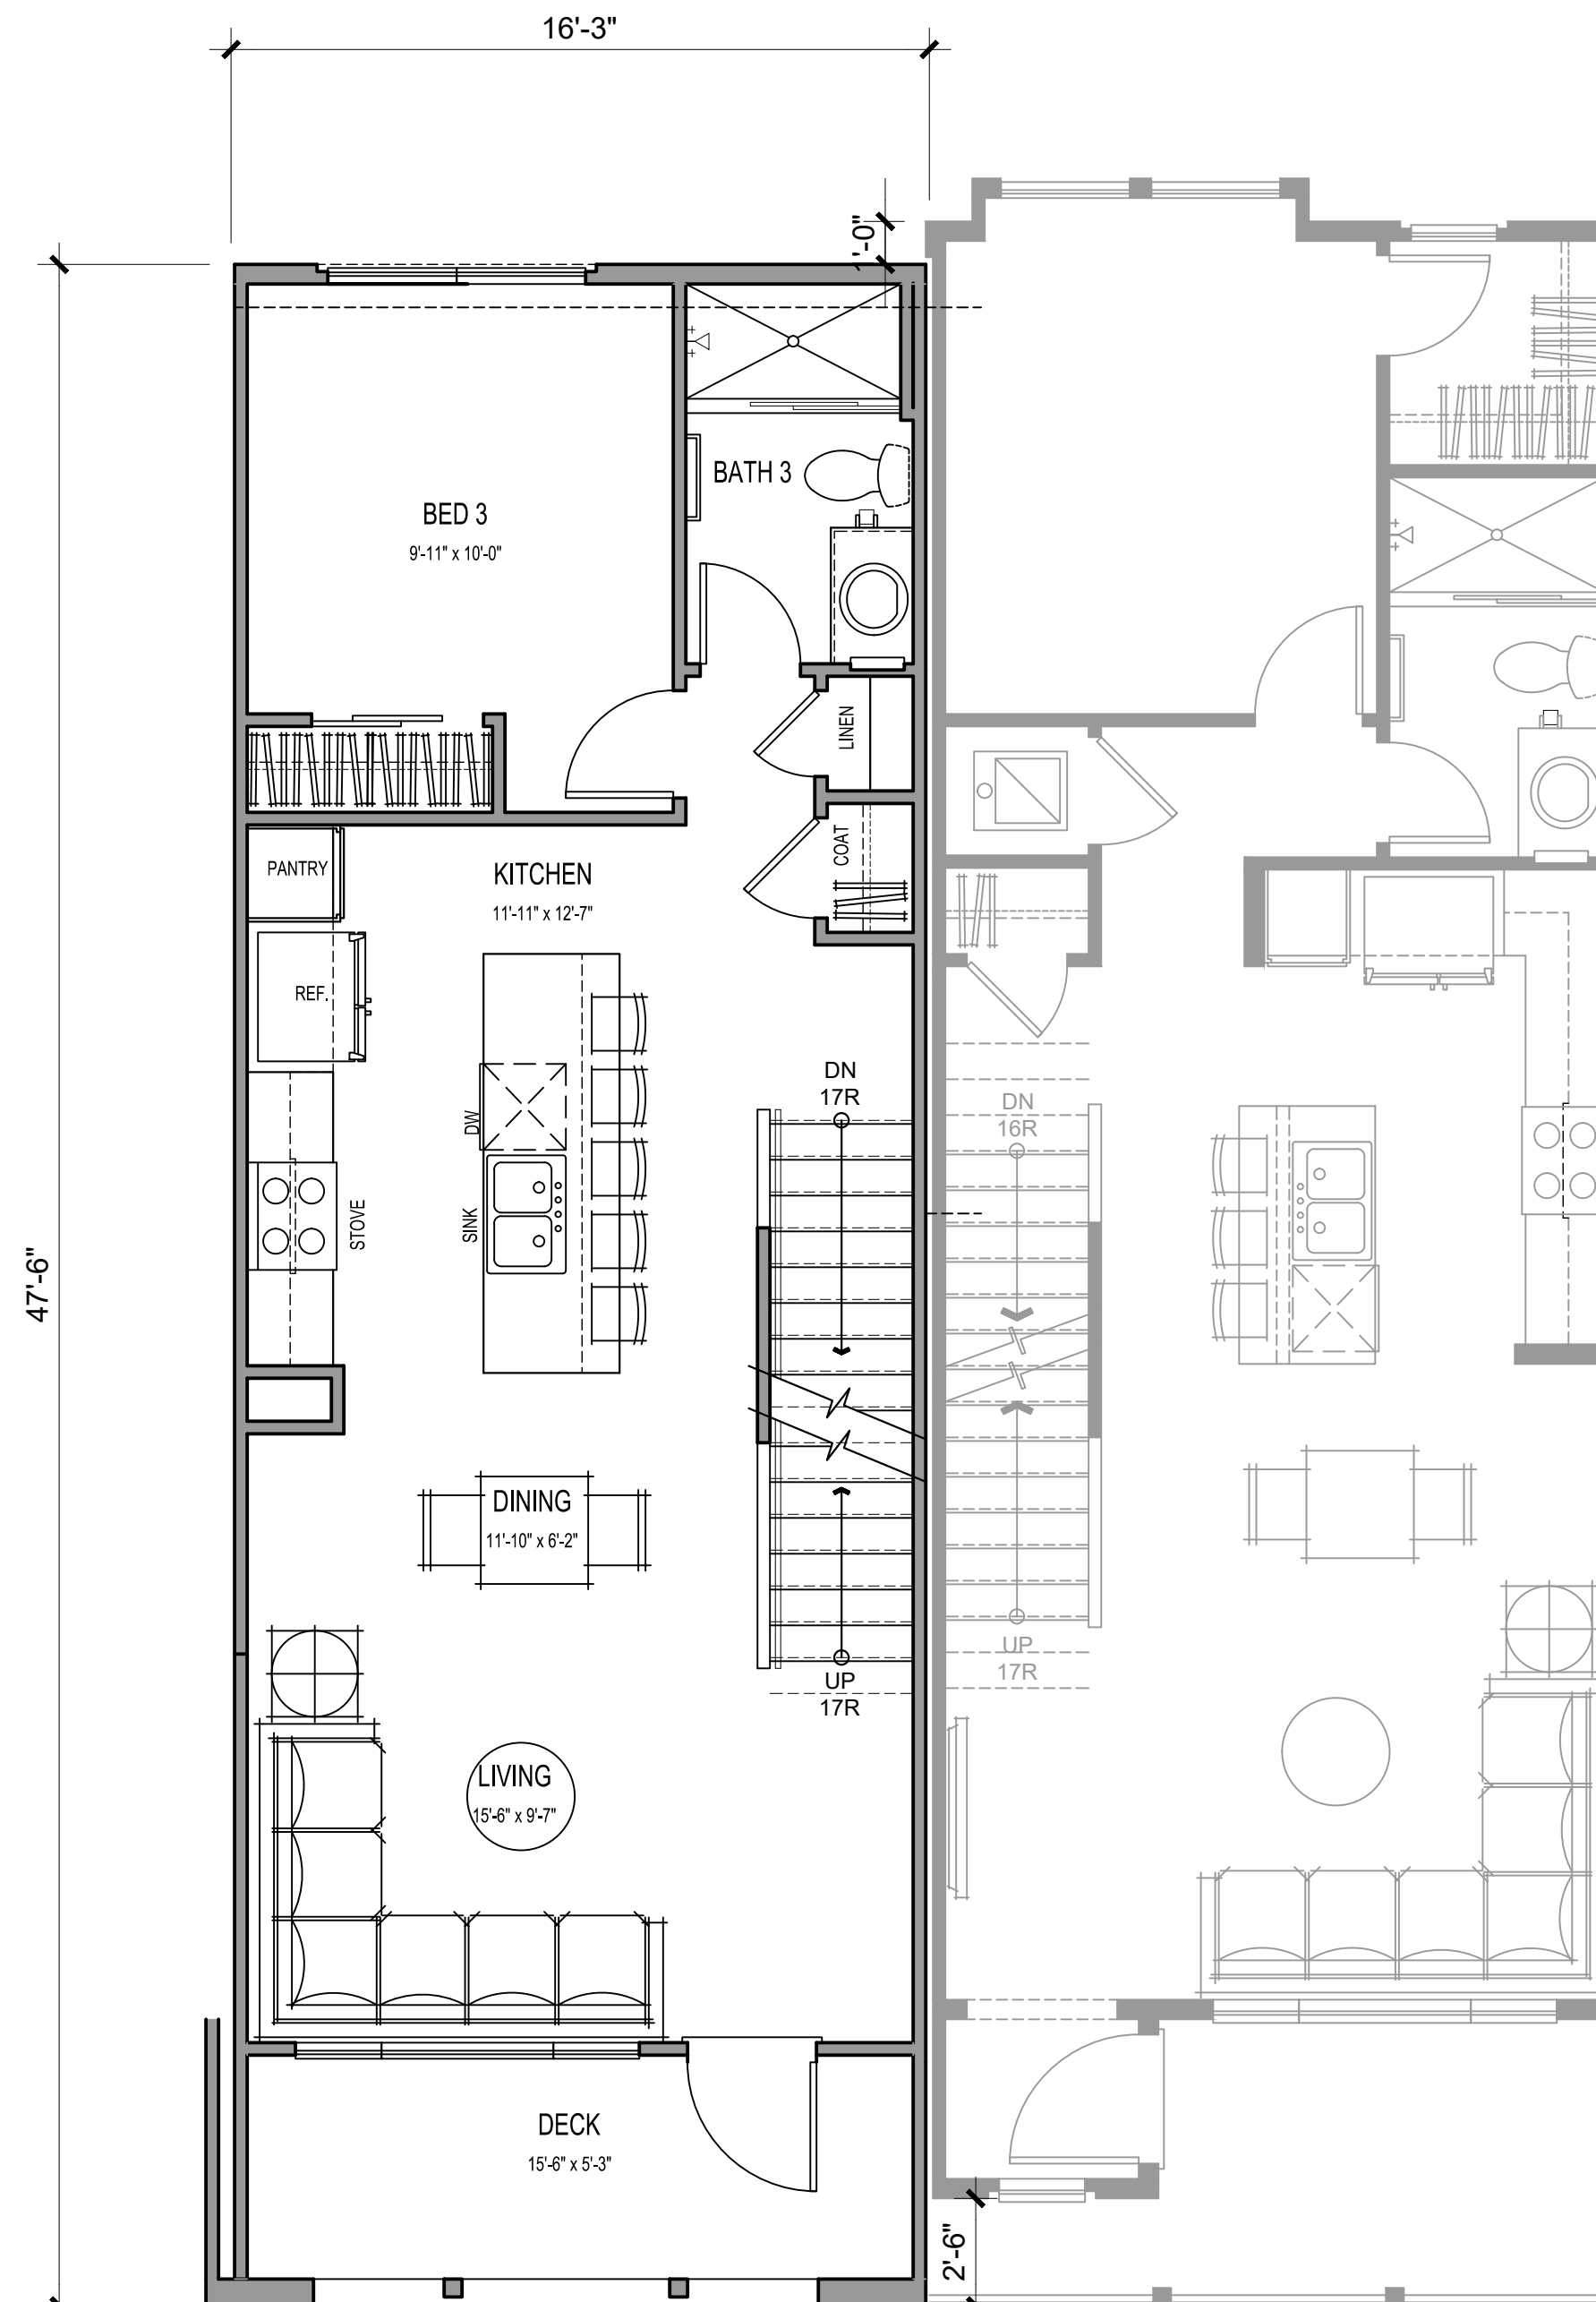 16'-3"
'-0"
BATH 3
BED 3
9'-11" x 10'-0"
LINEN
COAT
PANTRY
KITCHEN
11'-11" x 12'-7"
REF.
DN
17R
DN
16R
DW
SINK
STOVE
47'-6"
DINING
11'-10" x 6'-2"
UP
17R
UP
17R
LIVING
15'-6" x 9'-7"
DECK
15'-6" x 5'-3"
2'-6"